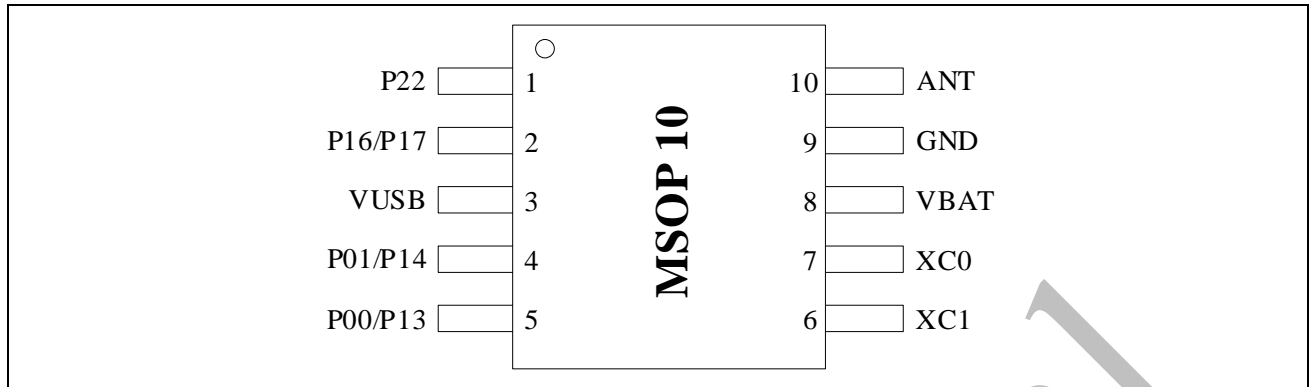 P22 1 10 ANT
P16/P17 2 9 GND
VUSB 3 8 VBAT
P01/P14 4 7 XC0
P00/P13 5 6 XC1
MSOP 10